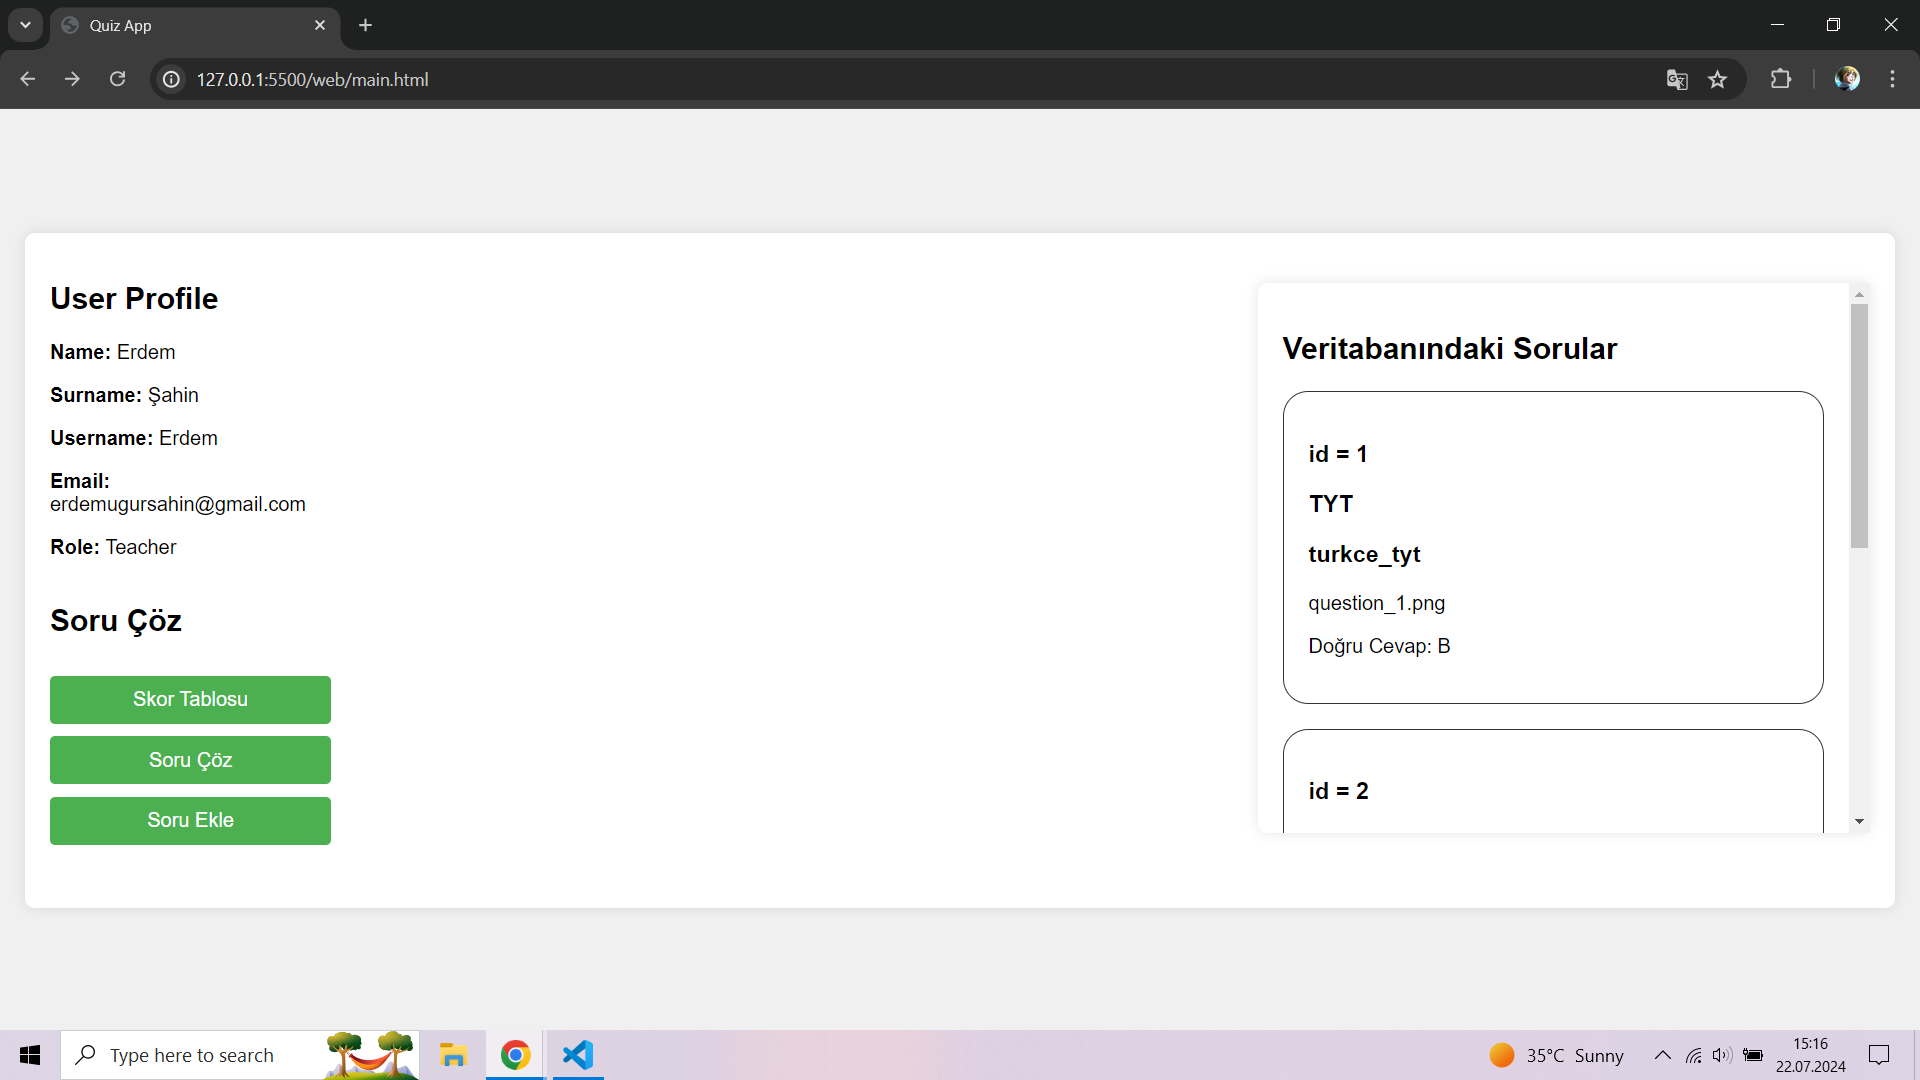 Quiz App
127.0.0.1:5500/web/main.html
User Profile
Name: Erdem
Surname: Şahin
Username: Erdem
Email:
erdemugursahin@gmail.com
Role: Teacher
Soru Çöz
Skor Tablosu
Soru Çöz
Soru Ekle
Veritabanındaki Sorular
id = 1
TYT
turkce_tyt
question_1.png
Doğru Cevap: B
id = 2
Type here to search
35°C Sunny
15:16
22.07.2024